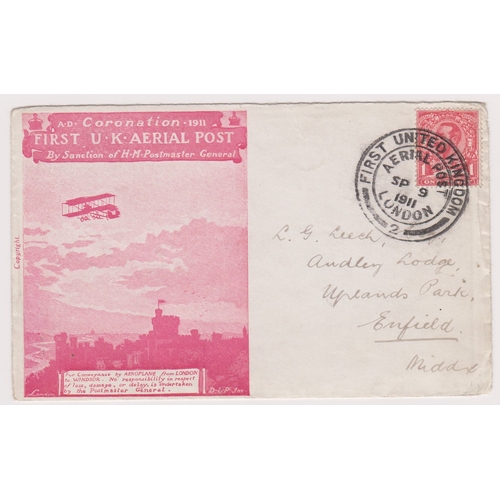 A·D· Coronation · 1911
FIRST U·K·AERIAL POST
By Sanction of H·M·Postmaster General
Copyright.
For Conveyance by AEROPLANE from LONDON
to WINDSOR. No responsibility in respect
of loss, damage, or delay, is undertaken
by the Postmaster General.
London
FIRST UNITED KINGDOM
AERIAL POST
SP 9
1911
LONDON
2
L. G. Leech,
Audley Lodge,
Uplands Park,
Enfield.
Middx